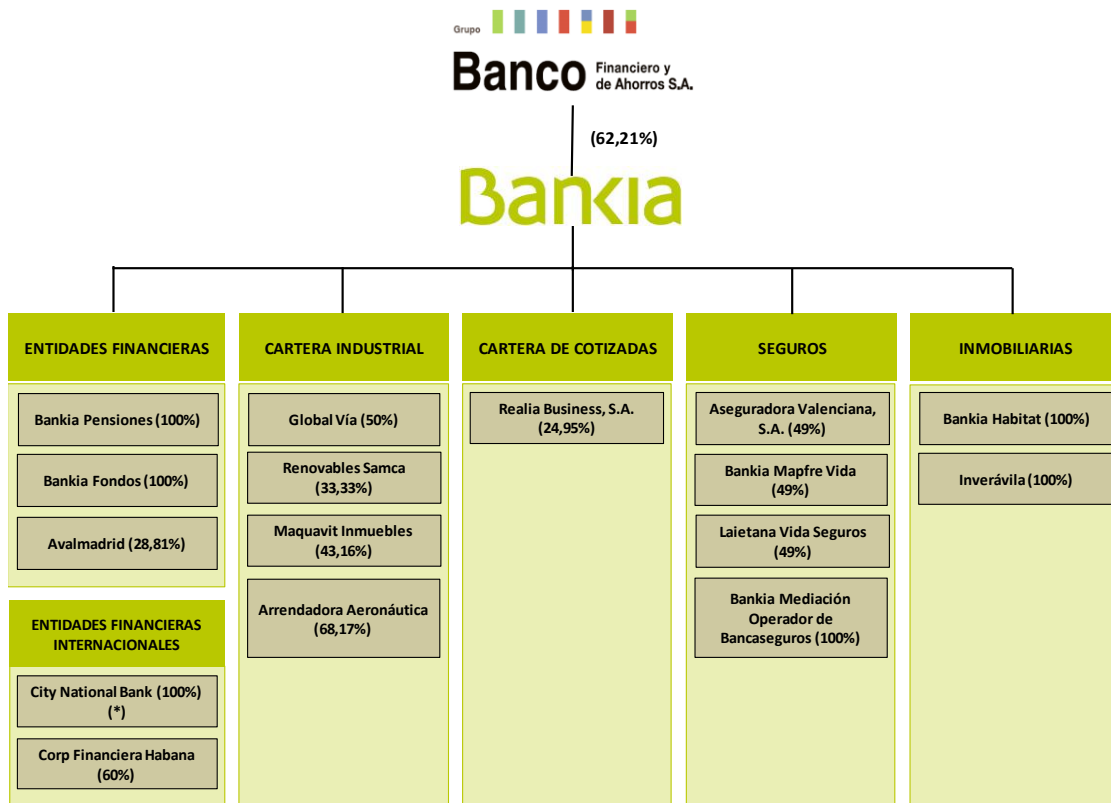 Grupo
Banco Financiero y
de Ahorros S.A.
(62,21%)
Bankia
ENTIDADES FINANCIERAS
Bankia Pensiones (100%)
Bankia Fondos (100%)
Avalmadrid (28,81%)
ENTIDADES FINANCIERAS
INTERNACIONALES
City National Bank (100%)
(*)
Corp Financiera Habana
(60%)
CARTERA INDUSTRIAL
Global Vía (50%)
Renovables Samca
(33,33%)
Maquavit Inmuebles
(43,16%)
Arrendadora Aeronáutica
(68,17%)
CARTERA DE COTIZADAS
Realia Business, S.A.
(24,95%)
SEGUROS
Aseguradora Valenciana,
S.A. (49%)
Bankia Mapfre Vida
(49%)
Laietana Vida Seguros
(49%)
Bankia Mediación
Operador de
Bancaseguros (100%)
INMOBILIARIAS
Bankia Habitat (100%)
Inverávila (100%)